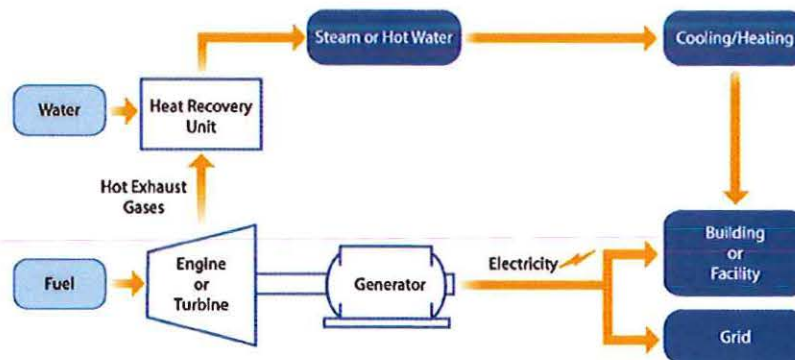 Steam or Hot Water
Cooling/Heating
Water
Heat Recovery
Unit
Hot Exhaust
Gases
Building
or
Facility
Fuel
Engine
or
Turbine
Generator
Electricity
Grid